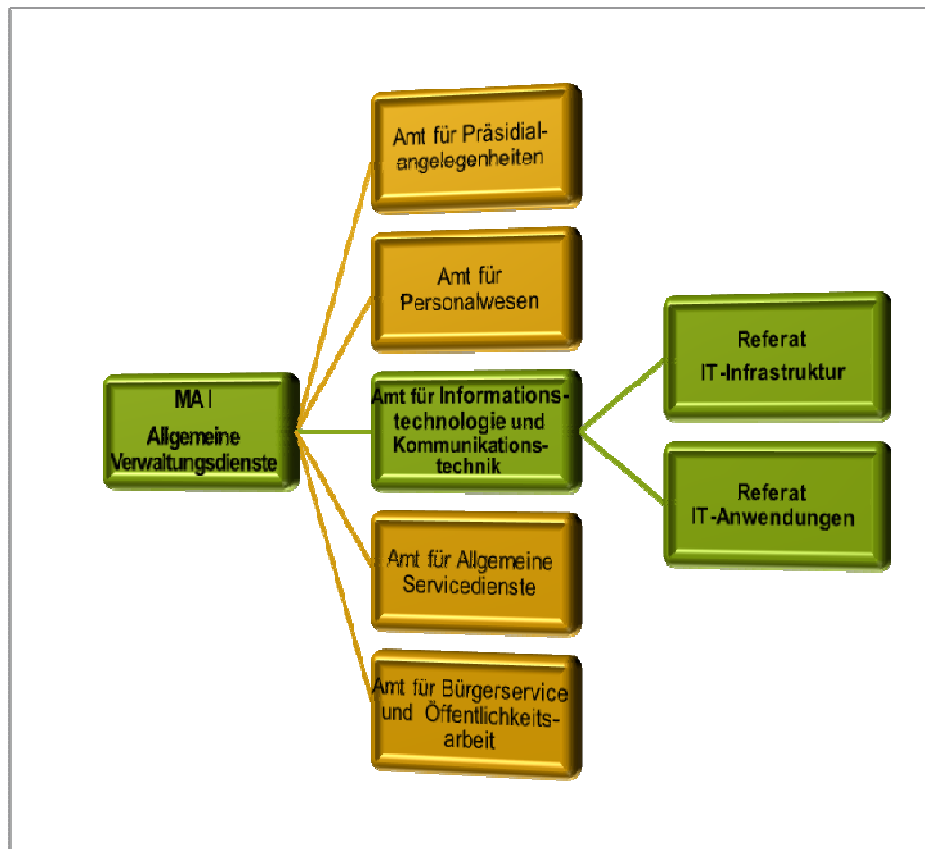 Amt für Präsidial-
angelegenheiten
Amt für
Personalwesen
MA I
Allgemeine
Verwaltungsdienste
Amt für Informations-
technologie und
Kommunikations-
technik
Referat
IT-Infrastruktur
Referat
IT-Anwendungen
Amt für Allgemeine
Servicedienste
Amt für Bürgerservice
und Öffentlichkeits-
arbeit